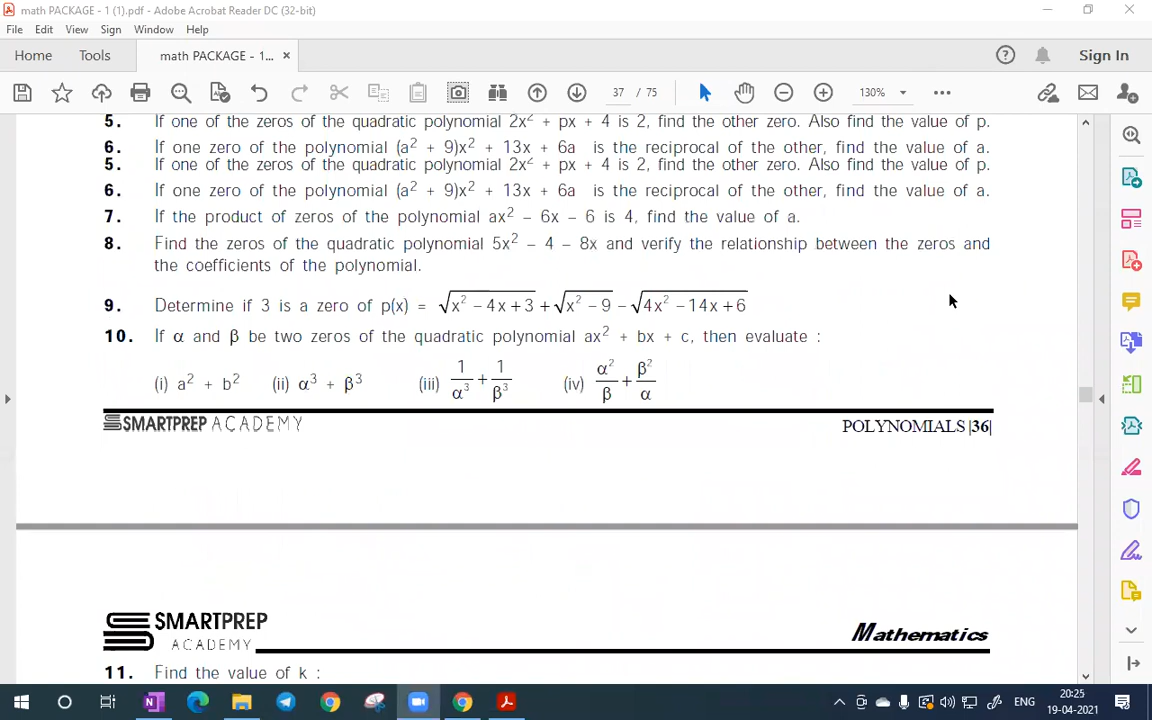 math PACKAGE - 1 (1).pdf - Adobe Acrobat Reader DC (32-bit)
File Edit View Sign Window Help
Home Tools math PACKAGE - 1... × Sign In
37 / 75 130%
5. If one of the zeros of the quadratic polynomial 2x² + px + 4 is 2, find the other zero. Also find the value of p.
6. If one zero of the polynomial (a² + 9)x² + 13x + 6a is the reciprocal of the other, find the value of a.
5. If one of the zeros of the quadratic polynomial 2x² + px + 4 is 2, find the other zero. Also find the value of p.
6. If one zero of the polynomial (a² + 9)x² + 13x + 6a is the reciprocal of the other, find the value of a.
7. If the product of zeros of the polynomial ax² – 6x – 6 is 4, find the value of a.
8. Find the zeros of the quadratic polynomial 5x² – 4 – 8x and verify the relationship between the zeros and
the coefficients of the polynomial.
9. Determine if 3 is a zero of p(x) = √(x² – 4x + 3) + √(x² – 9) – √(4x² – 14x + 6)
10. If α and β be two zeros of the quadratic polynomial ax² + bx + c, then evaluate :
(i) a² + b² (ii) α³ + β³ (iii) 1/α³ + 1/β³ (iv) α²/β + β²/α
SMARTPREP ACADEMY POLYNOMIALS |36|
SMARTPREP
ACADEMY
Mathematics
11. Find the value of k :
ENG
20:25
19-04-2021